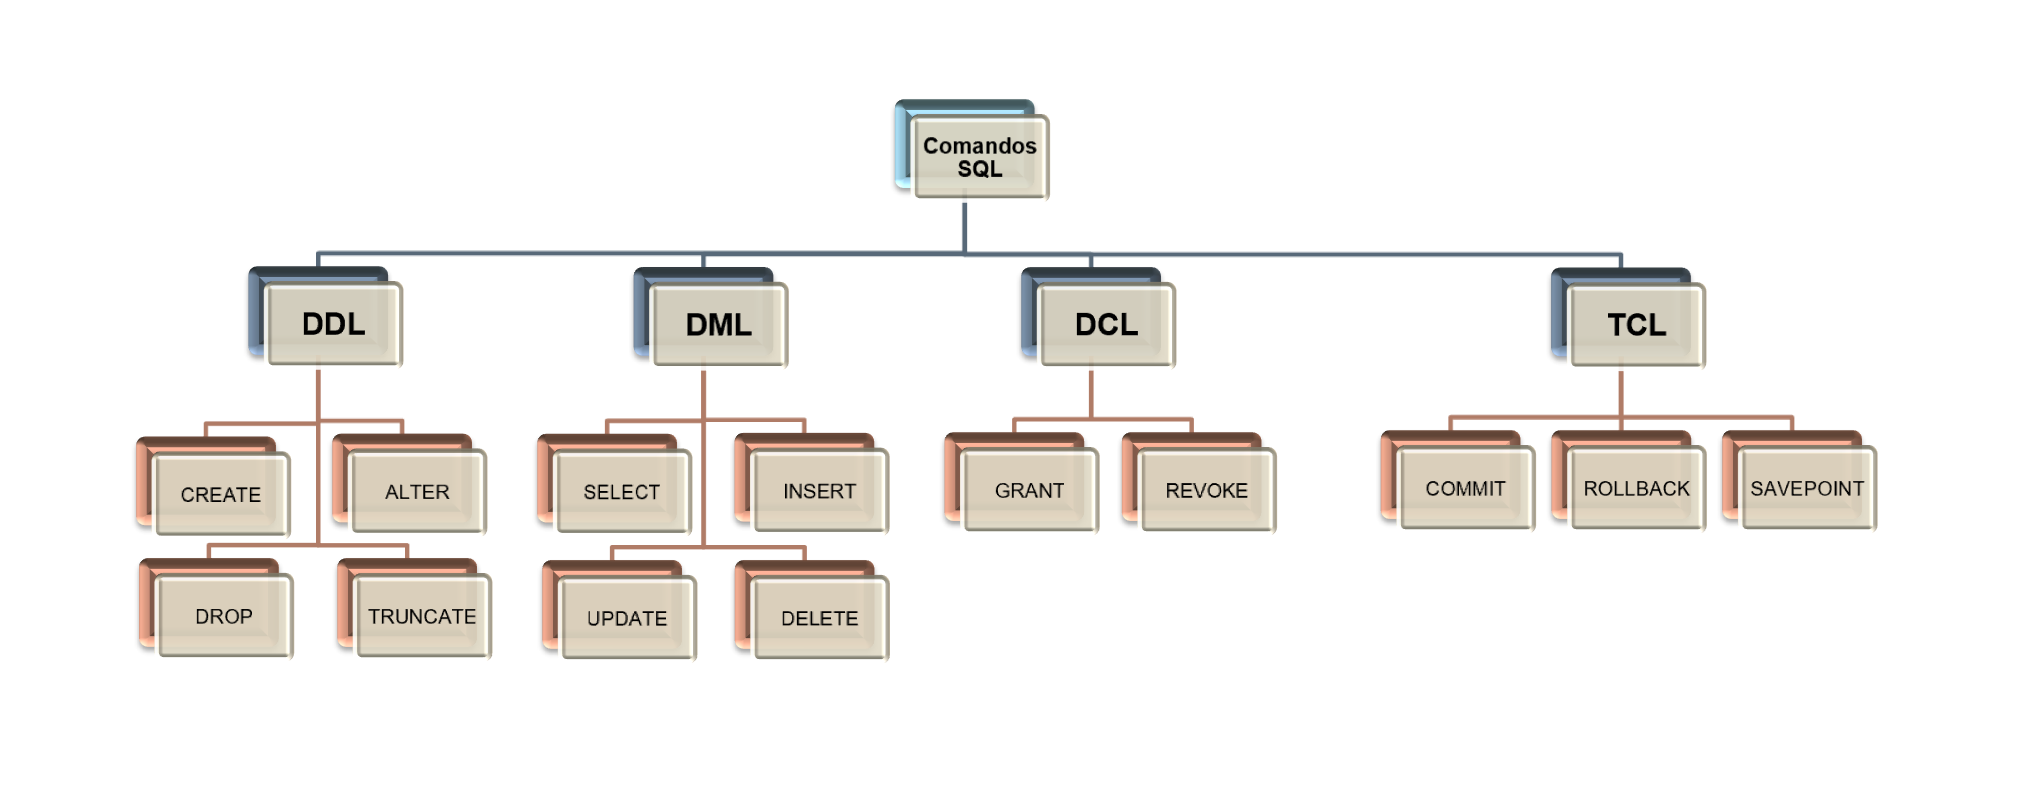 Comandos
SQL
DDL
DML
DCL
TCL
CREATE
ALTER
DROP
TRUNCATE
SELECT
INSERT
UPDATE
DELETE
GRANT
REVOKE
COMMIT
ROLLBACK
SAVEPOINT